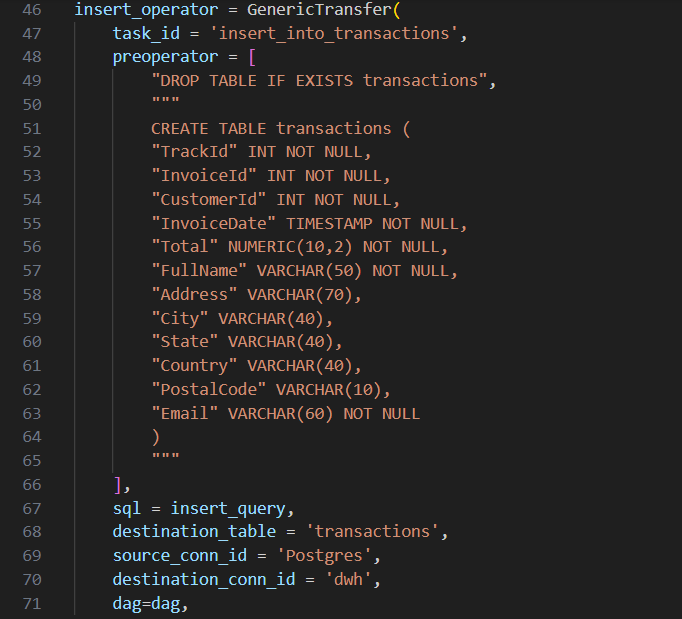 46 insert_operator = GenericTransfer(
47 task_id = 'insert_into_transactions',
48 preoperator = [
49 "DROP TABLE IF EXISTS transactions",
50 """
51 CREATE TABLE transactions (
52 "TrackId" INT NOT NULL,
53 "InvoiceId" INT NOT NULL,
54 "CustomerId" INT NOT NULL,
55 "InvoiceDate" TIMESTAMP NOT NULL,
56 "Total" NUMERIC(10,2) NOT NULL,
57 "FullName" VARCHAR(50) NOT NULL,
58 "Address" VARCHAR(70),
59 "City" VARCHAR(40),
60 "State" VARCHAR(40),
61 "Country" VARCHAR(40),
62 "PostalCode" VARCHAR(10),
63 "Email" VARCHAR(60) NOT NULL
64 )
65 """
66 ],
67 sql = insert_query,
68 destination_table = 'transactions',
69 source_conn_id = 'Postgres',
70 destination_conn_id = 'dwh',
71 dag=dag,